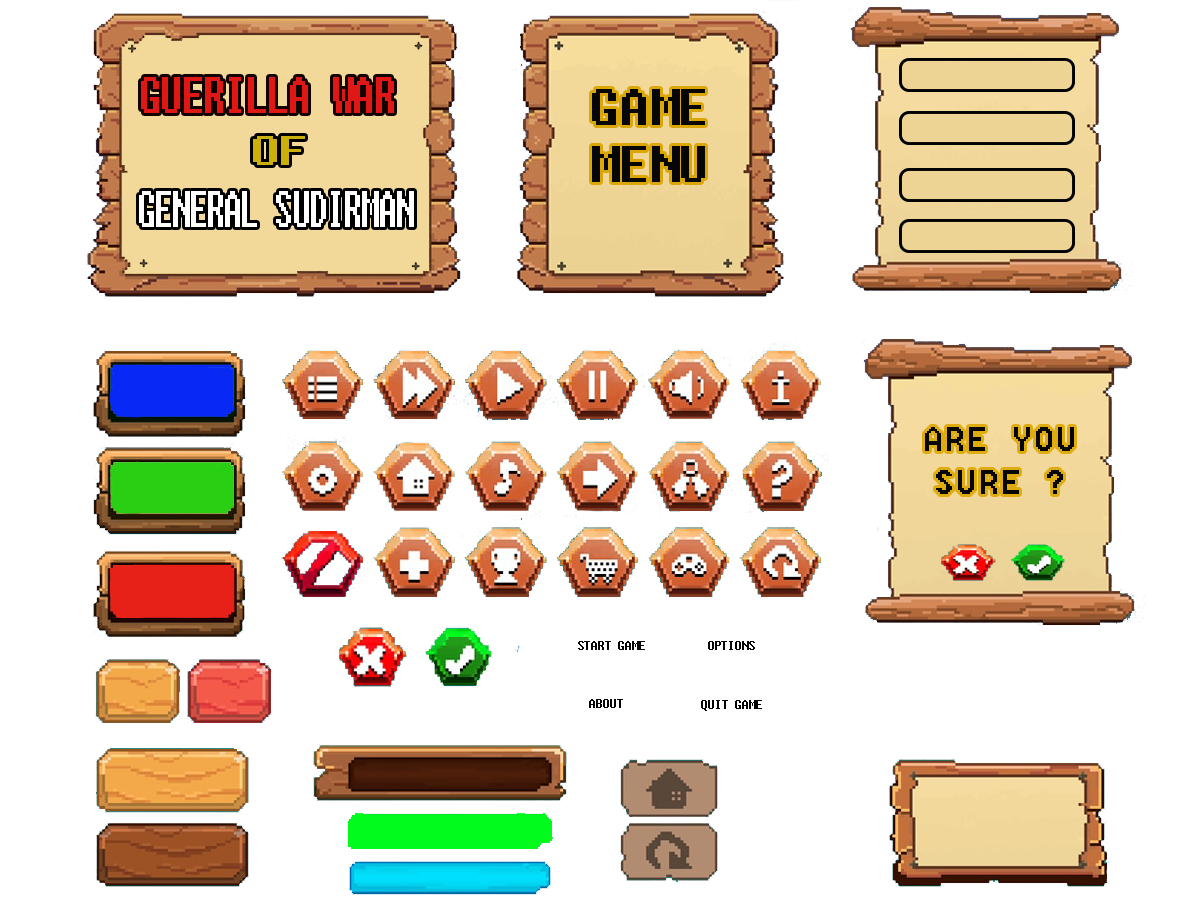 GUERILLA WAR
OF
GENERAL SUDIRMAN
GAME
MENU
ARE YOU
SURE ?
START GAME
OPTIONS
ABOUT
QUIT GAME